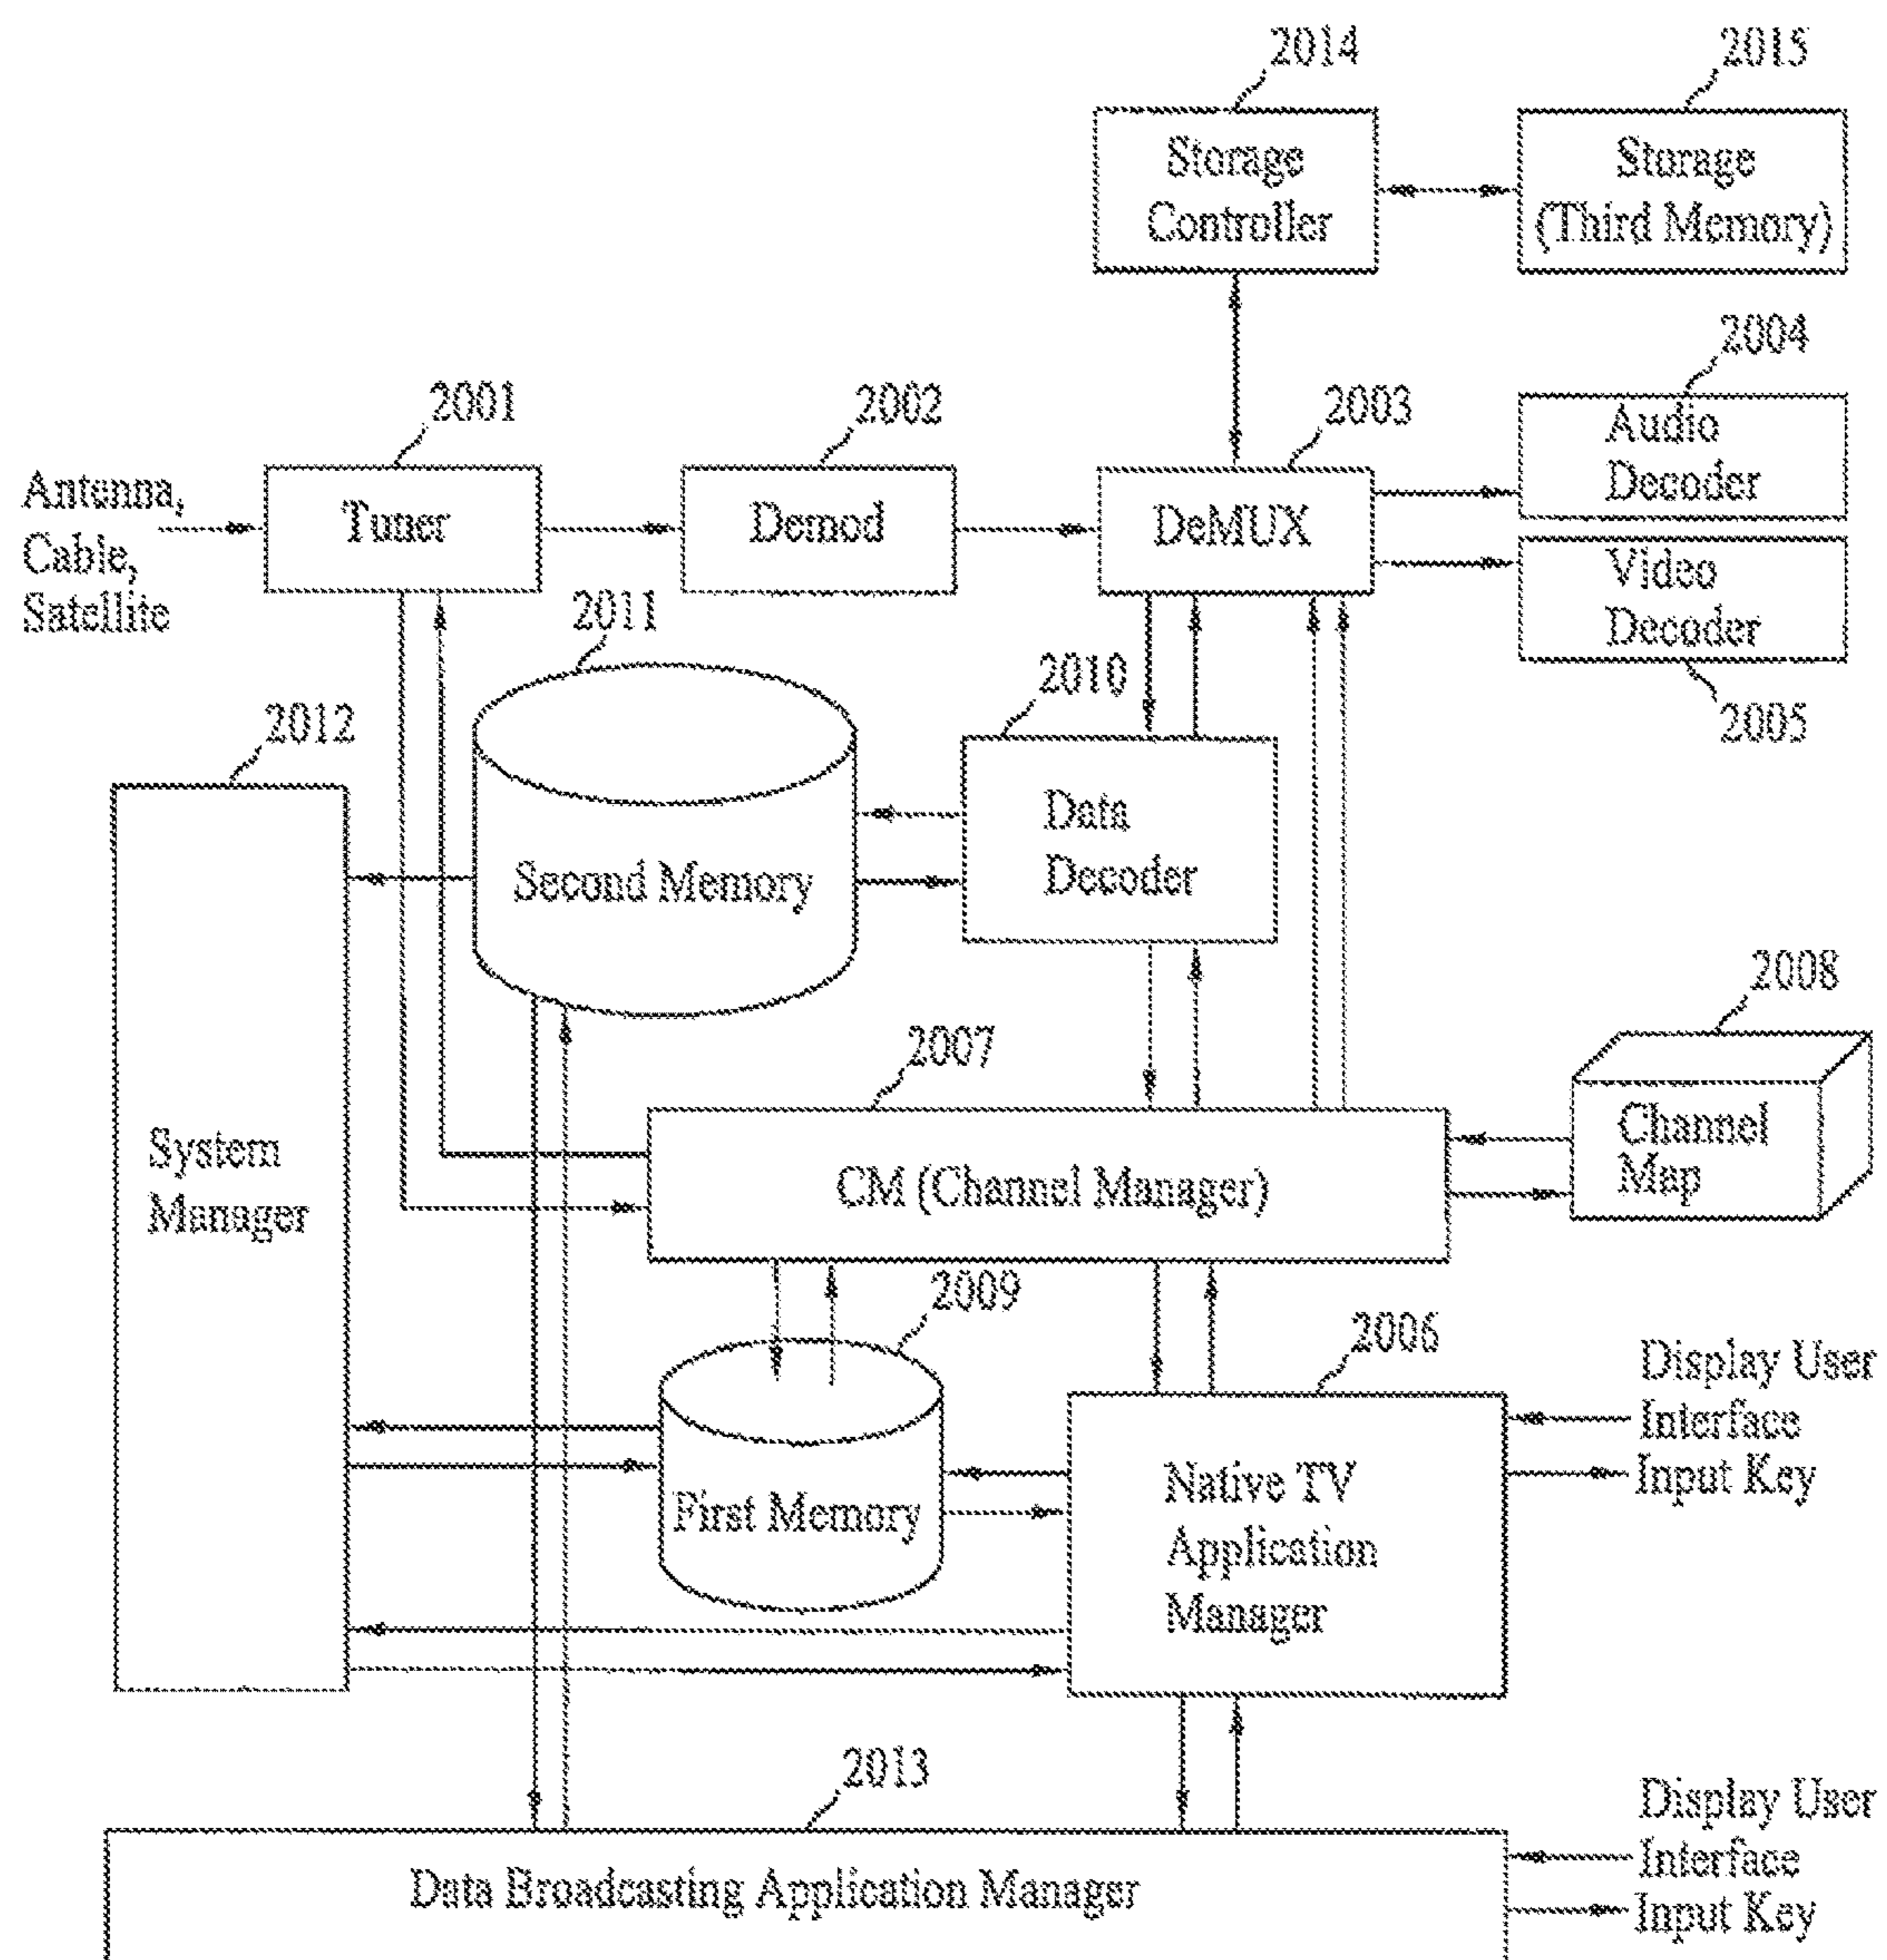 2014
2015
Storage
Controller
Storage
(Third Memory)
2004
Audio
Decoder
2001
2002
2003
Antenna,
Cable,
Satellite
Tuner
Demod
DeMUX
Video
Decoder
2005
2011
2010
2012
Second Memory
Data
Decoder
2008
2007
Channel
Map
System
Manager
CM (Channel Manager)
2009
2006
Display User
Interface
Input Key
First Memory
Native TV
Application
Manager
2013
Display User
Interface
Input Key
Data Broadcasting Application Manager